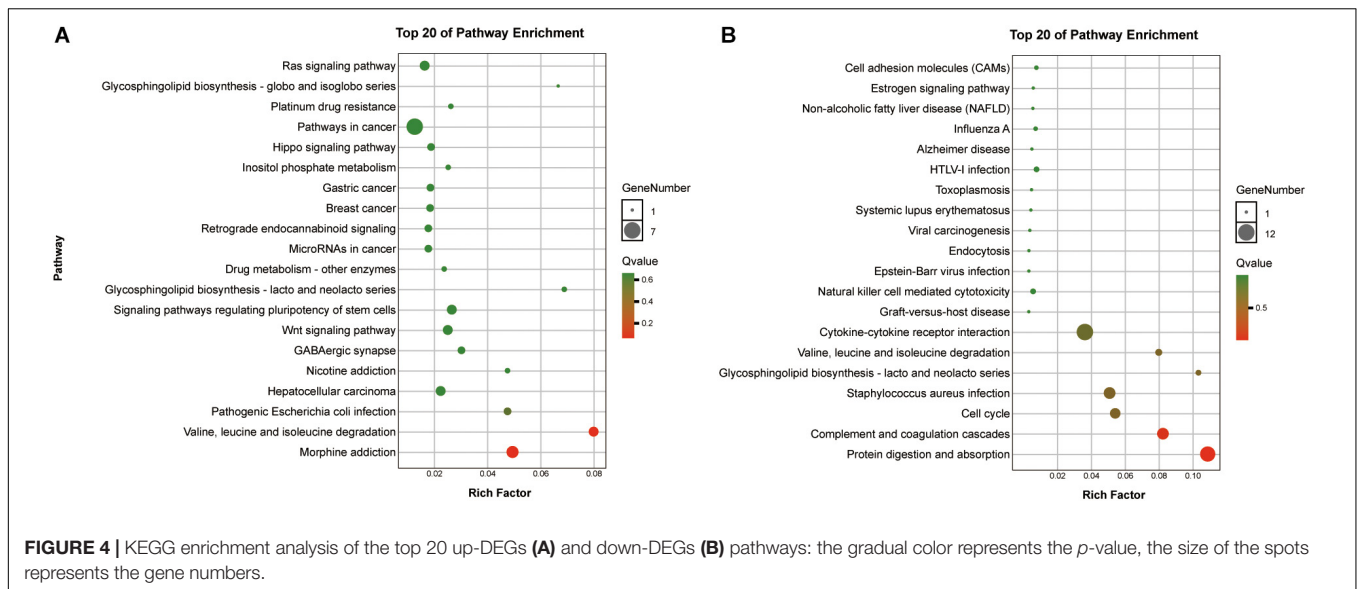 A
Top 20 of Pathway Enrichment
Ras signaling pathway
Glycosphingolipid biosynthesis - globo and isoglobo series
Platinum drug resistance
Pathways in cancer
Hippo signaling pathway
Inositol phosphate metabolism
Gastric cancer
Breast cancer
Retrograde endocannabinoid signaling
MicroRNAs in cancer
Drug metabolism - other enzymes
Glycosphingolipid biosynthesis - lacto and neolacto series
Signaling pathways regulating pluripotency of stem cells
Wnt signaling pathway
GABAergic synapse
Nicotine addiction
Hepatocellular carcinoma
Pathogenic Escherichia coli infection
Valine, leucine and isoleucine degradation
Morphine addiction
Pathway
0.02 0.04 0.06 0.08
Rich Factor
GeneNumber
1
7
Qvalue
0.6
0.4
0.2
B
Top 20 of Pathway Enrichment
Cell adhesion molecules (CAMs)
Estrogen signaling pathway
Non-alcoholic fatty liver disease (NAFLD)
Influenza A
Alzheimer disease
HTLV-I infection
Toxoplasmosis
Systemic lupus erythematosus
Viral carcinogenesis
Endocytosis
Epstein-Barr virus infection
Natural killer cell mediated cytotoxicity
Graft-versus-host disease
Cytokine-cytokine receptor interaction
Valine, leucine and isoleucine degradation
Glycosphingolipid biosynthesis - lacto and neolacto series
Staphylococcus aureus infection
Cell cycle
Complement and coagulation cascades
Protein digestion and absorption
0.02 0.04 0.06 0.08 0.10
Rich Factor
GeneNumber
1
12
Qvalue
0.5
FIGURE 4 | KEGG enrichment analysis of the top 20 up-DEGs (A) and down-DEGs (B) pathways: the gradual color represents the p-value, the size of the spots
represents the gene numbers.